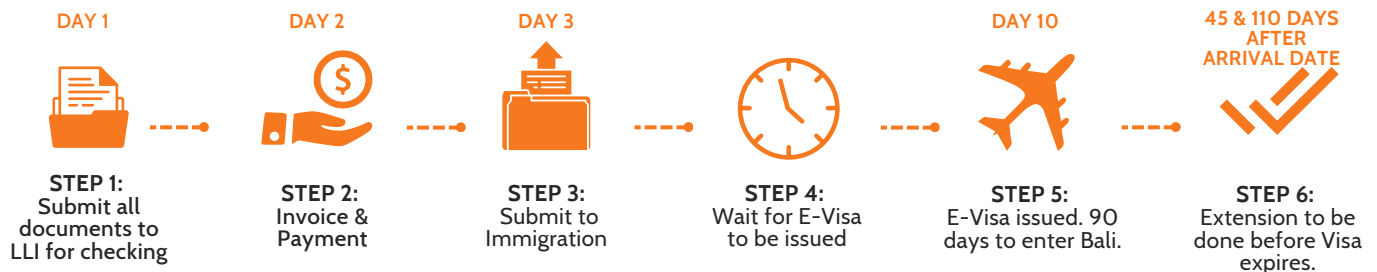 DAY 1
DAY 2
DAY 3
DAY 10
45 & 110 DAYS
AFTER
ARRIVAL DATE
$
STEP 1:
Submit all
documents to
LLI for checking
STEP 2:
Invoice &
Payment
STEP 3:
Submit to
Immigration
STEP 4:
Wait for E-Visa
to be issued
STEP 5:
E-Visa issued. 90
days to enter Bali.
STEP 6:
Extension to be
done before Visa
expires.